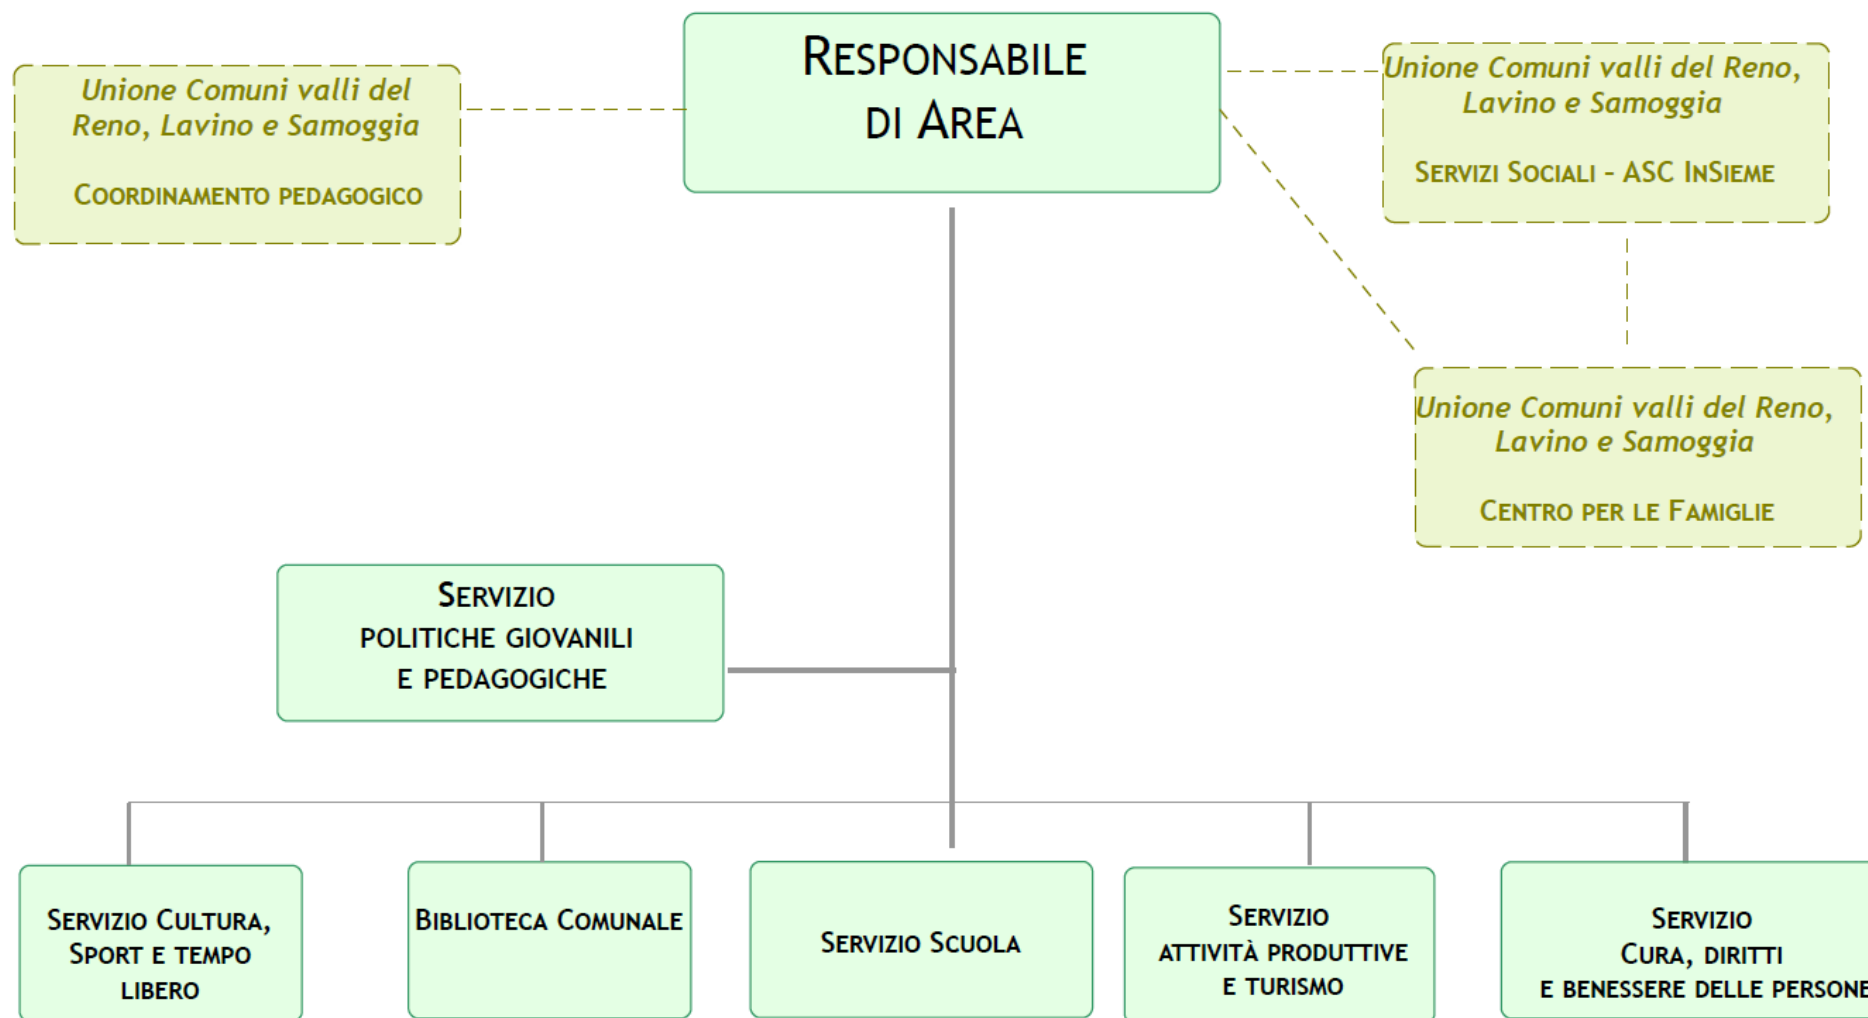 Responsabile
di Area
Unione Comuni valli del
Reno, Lavino e Samoggia
Coordinamento pedagogico
Unione Comuni valli del Reno,
Lavino e Samoggia
Servizi Sociali - ASC InSieme
Unione Comuni valli del Reno,
Lavino e Samoggia
Centro per le Famiglie
Servizio
politiche giovanili
e pedagogiche
Servizio Cultura,
Sport e tempo
libero
Biblioteca Comunale
Servizio Scuola
Servizio
attività produttive
e turismo
Servizio
Cura, diritti
e benessere delle persone